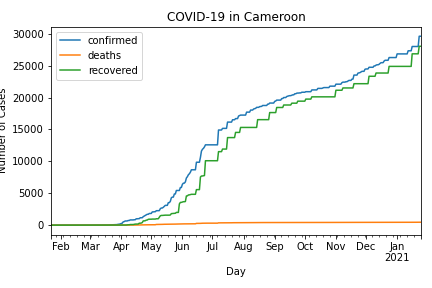 COVID-19 in Cameroon
confirmed
deaths
recovered
30000
25000
20000
15000
10000
5000
0
Number of Cases
Feb Mar Apr May Jun Jul Aug Sep Oct Nov Dec Jan
2021
Day